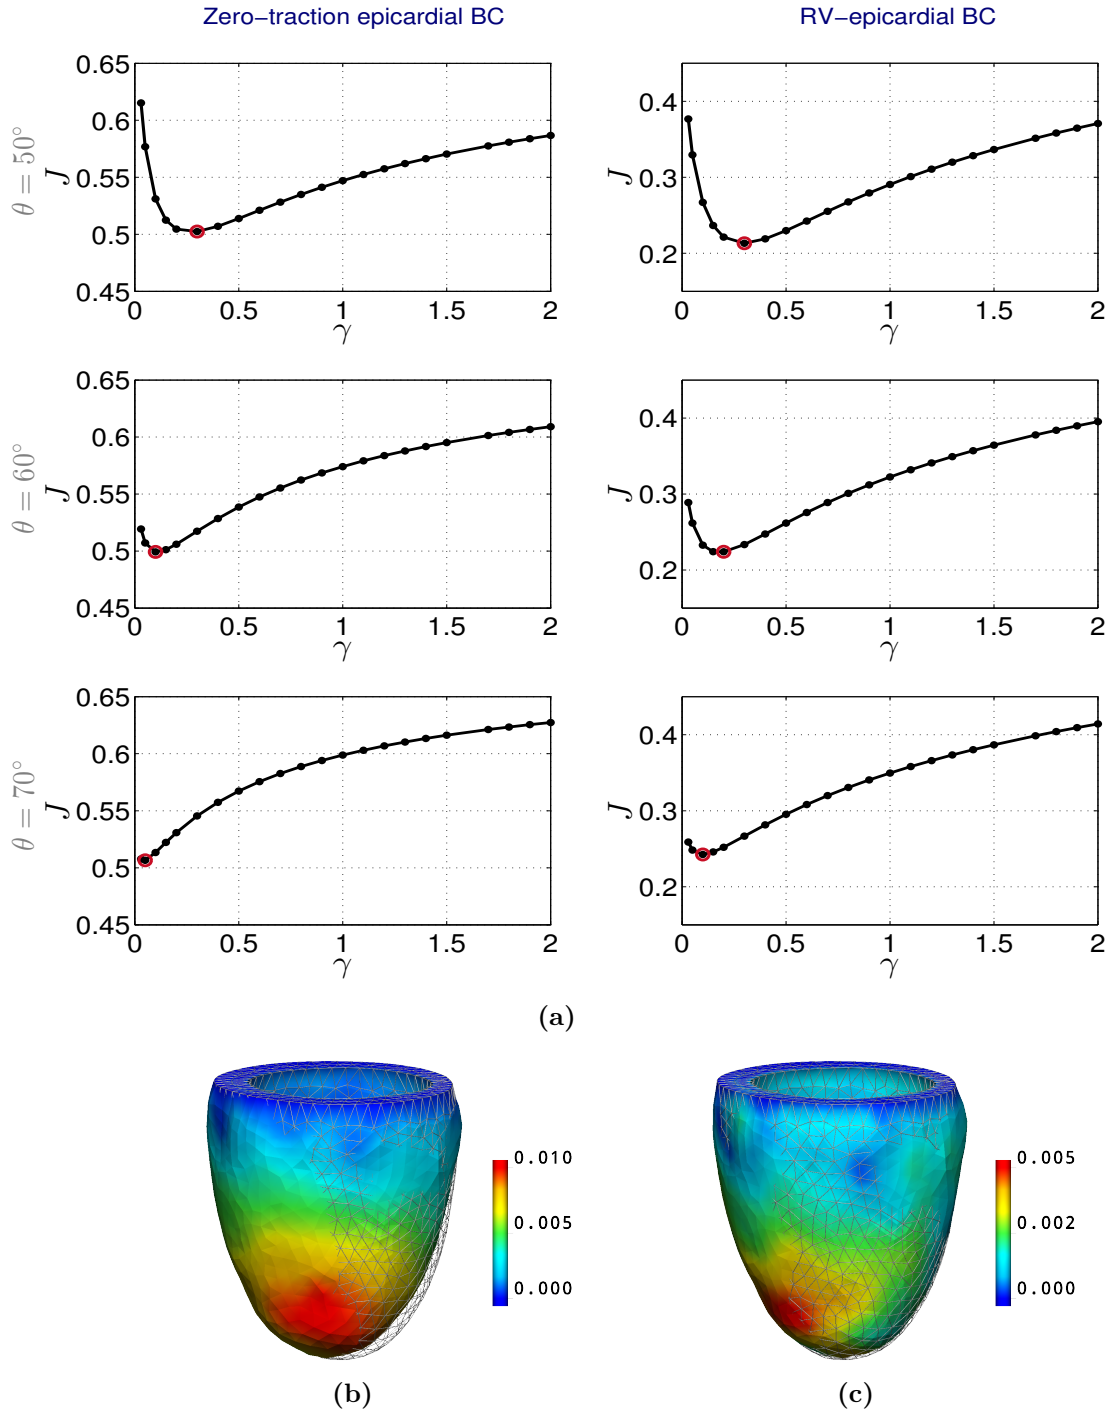 Zero−traction epicardial BC
RV−epicardial BC
θ = 50°
J
0.65
0.6
0.55
0.5
0.45
0 0.5 1 1.5 2
γ
J
0.4
0.3
0.2
0 0.5 1 1.5 2
γ
θ = 60°
J
0.65
0.6
0.55
0.5
0.45
0 0.5 1 1.5 2
γ
J
0.4
0.3
0.2
0 0.5 1 1.5 2
γ
θ = 70°
J
0.65
0.6
0.55
0.5
0.45
0 0.5 1 1.5 2
γ
J
0.4
0.3
0.2
0 0.5 1 1.5 2
γ
(a)
0.010
0.005
0.000
(b)
0.005
0.002
0.000
(c)